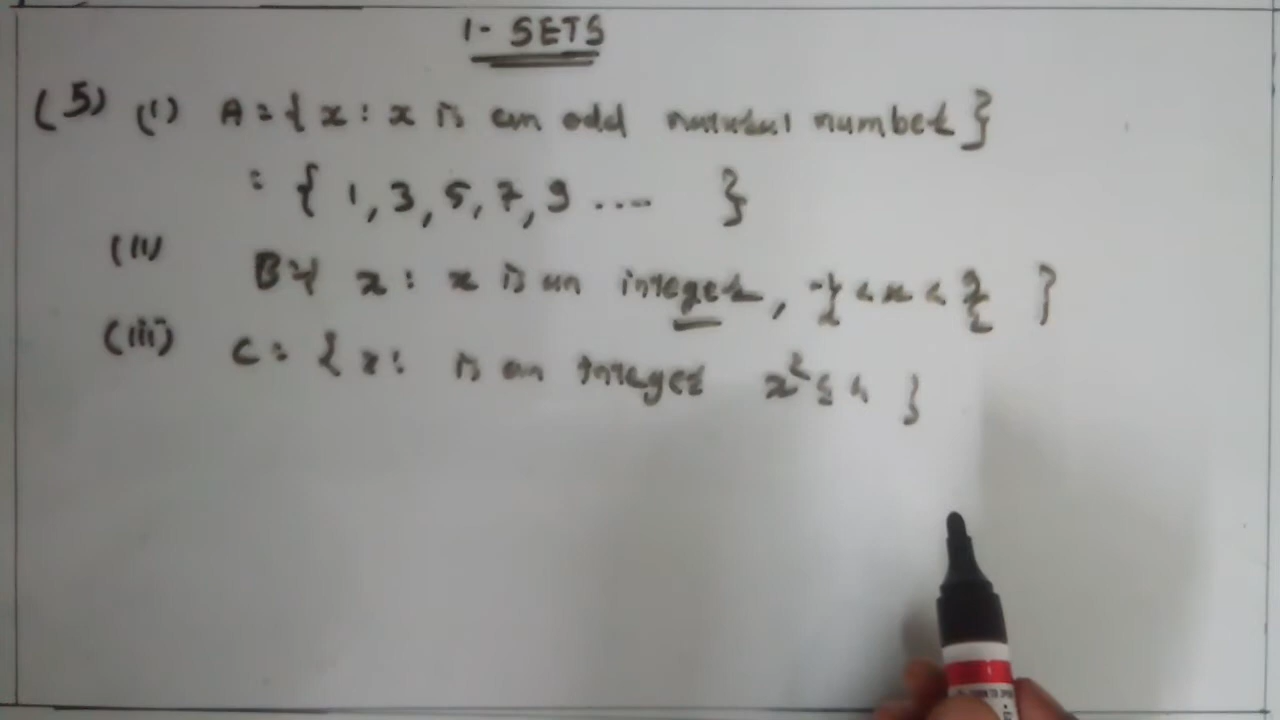 1- SETS
(5) (i) A = { x : x is an odd natural number }
= { 1, 3, 5, 7, 9 .... }
(ii) B = { x : x is an integer, -1/2 < x < 9/2 }
(iii) C = { x : is an integer x² ≤ 4 }